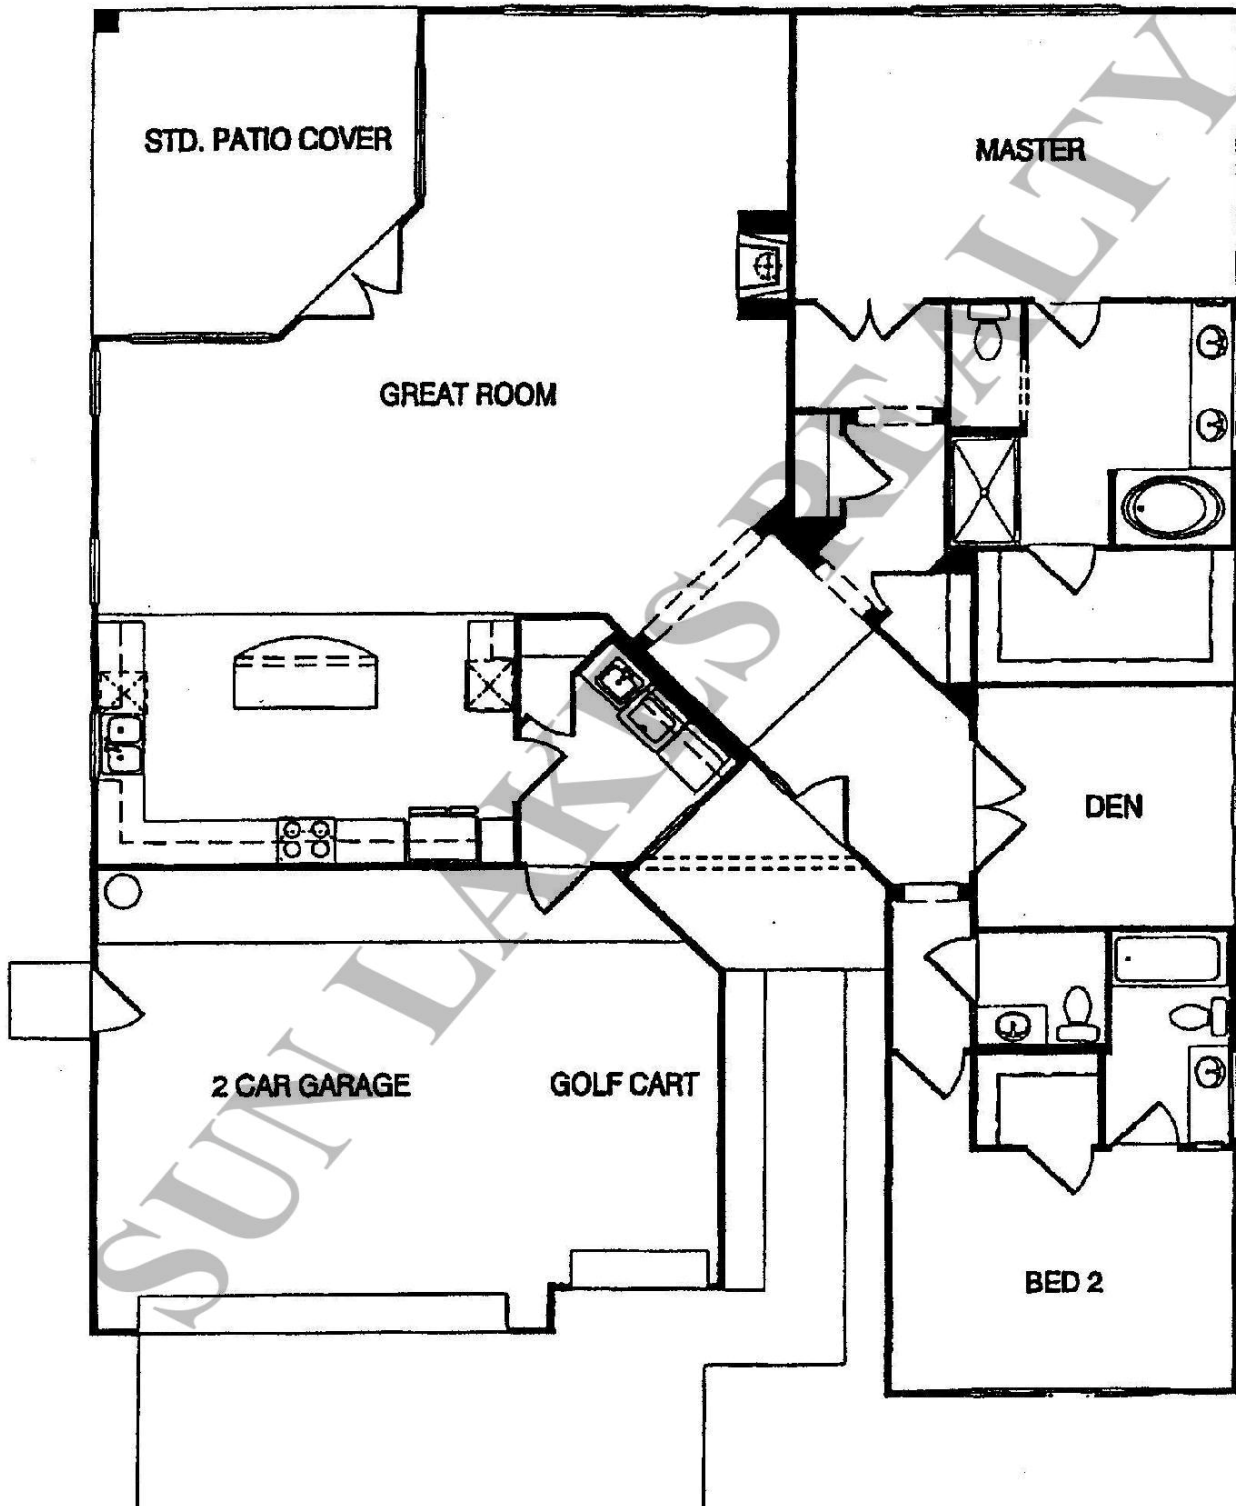 STD. PATIO COVER
MASTER
GREAT ROOM
DEN
2 CAR GARAGE
GOLF CART
BED 2
SUN LAKES REALTY